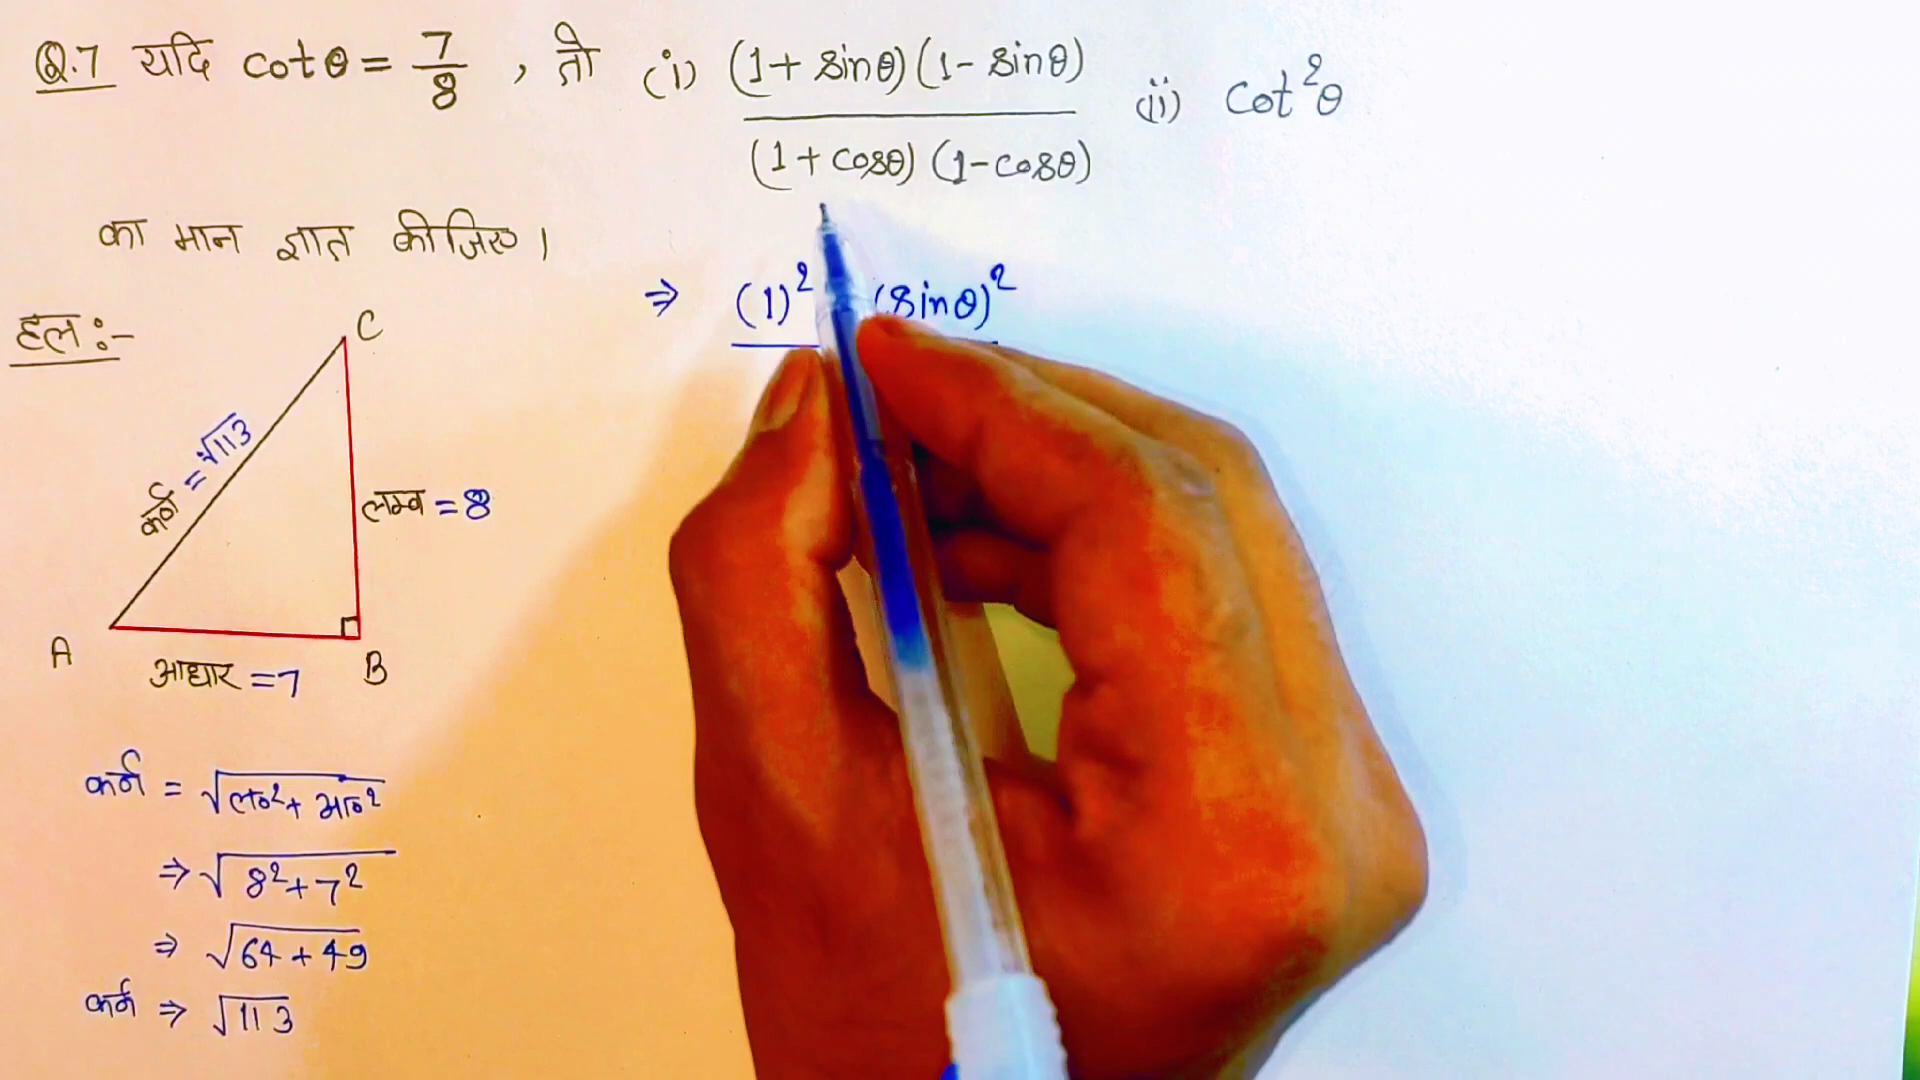 Q.7 यदि cotθ = 7/8 , तो (i) (1+ sinθ)(1- sinθ) / (1+ cosθ) (1-cosθ) (ii) cot²θ
का मान ज्ञात कीजिए।
हल :-
⇒ (1)² (sinθ)²
C
कर्ण = √113
लम्ब = 8
A
आधार = 7
B
कर्ण = √ल०² + आ०²
⇒ √8² + 7²
⇒ √64 + 49
कर्ण ⇒ √113